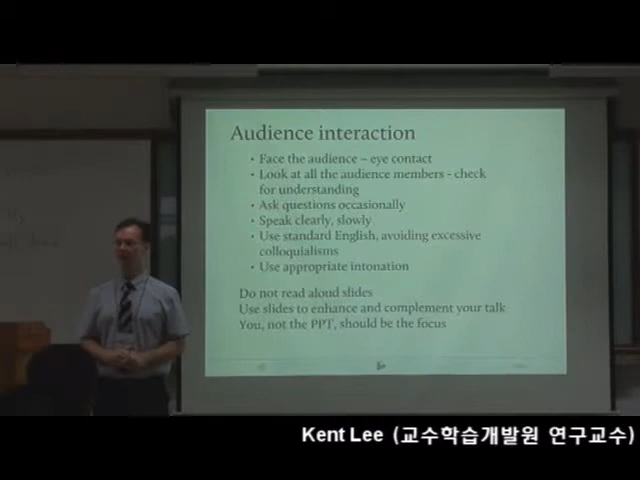 Audience interaction
• Face the audience – eye contact
• Look at all the audience members - check
for understanding
• Ask questions occasionally
• Speak clearly, slowly
• Use standard English, avoiding excessive
colloquialisms
• Use appropriate intonation
Do not read aloud slides
Use slides to enhance and complement your talk
You, not the PPT, should be the focus
Kent Lee (교수학습개발원 연구교수)